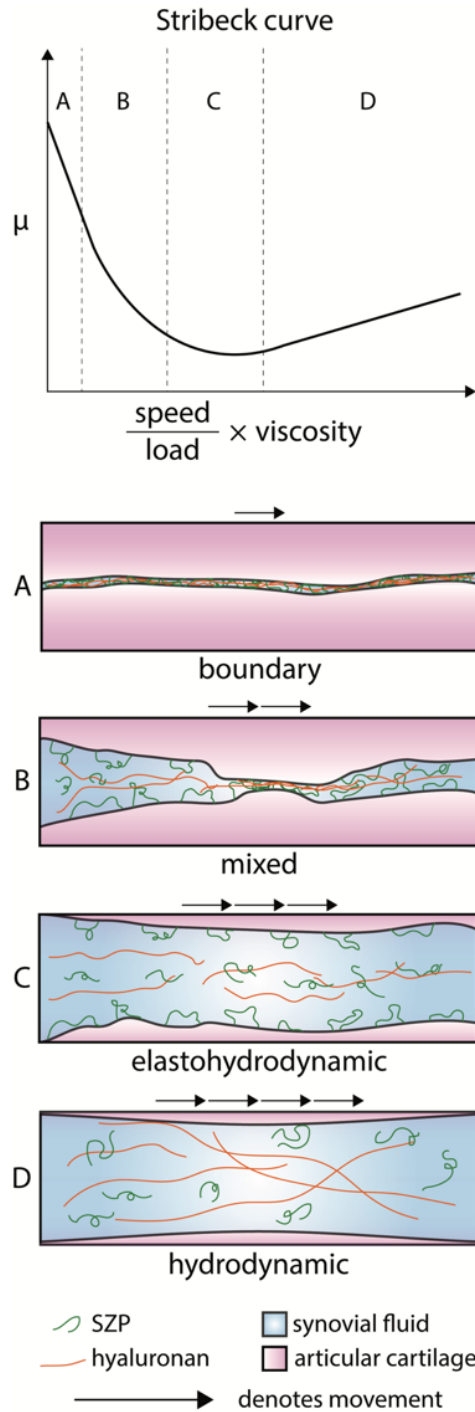 Stribeck curve
A B C D
μ
speed
load
× viscosity
A
boundary
B
mixed
C
elastohydrodynamic
D
hydrodynamic
SZP
synovial fluid
hyaluronan
articular cartilage
denotes movement